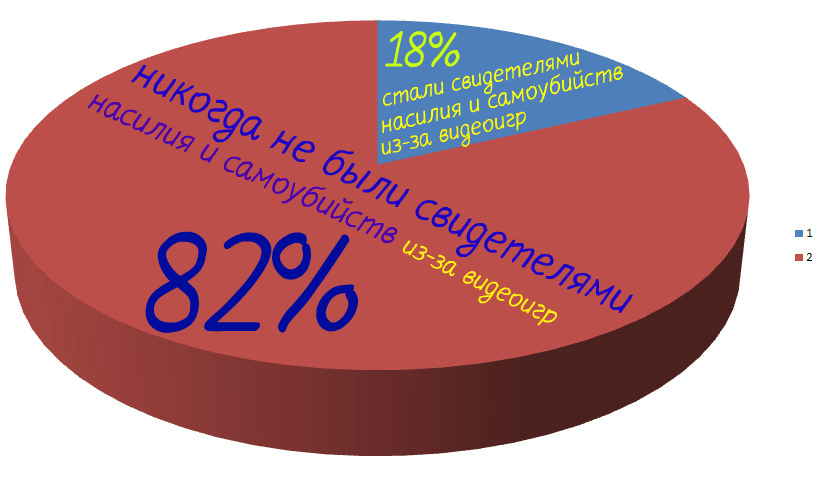 18%
стали свидетелями
насилия и самоубийств
из-за видеоигр
никогда не были свидетелями
насилия и самоубийств из-за видеоигр
82%
1
2